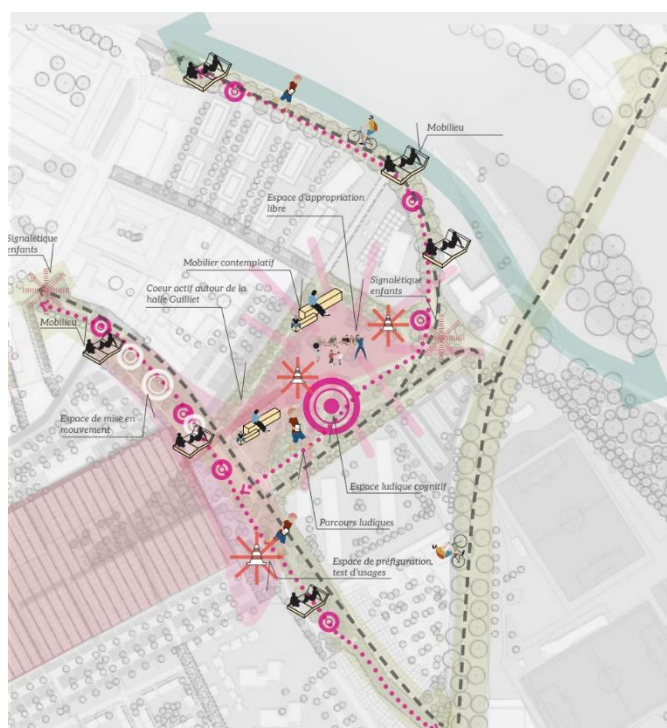 Mobilieu
Espace d'appropriation
libre
Signalétique
enfants
Mobilier contemplatif
Coeur actif autour de la
halle Guilliet
Signalétique
enfants
Mobilieu
Espace de mise en
mouvement
Espace ludique cognitif
Parcours ludiques
Espace de préfiguration,
test d'usages